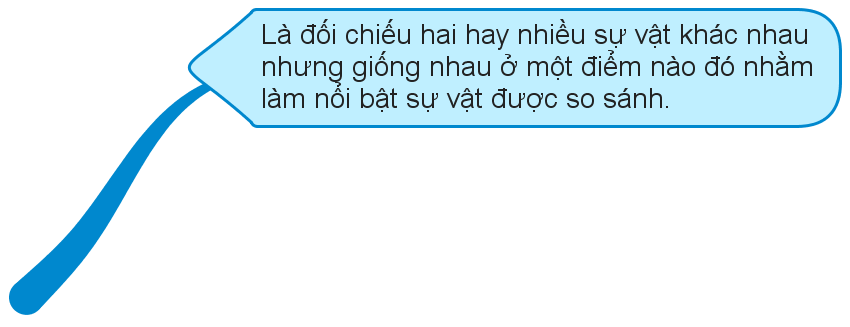 Là đối chiếu hai hay nhiều sự vật khác nhau
nhưng giống nhau ở một điểm nào đó nhằm
làm nổi bật sự vật được so sánh.